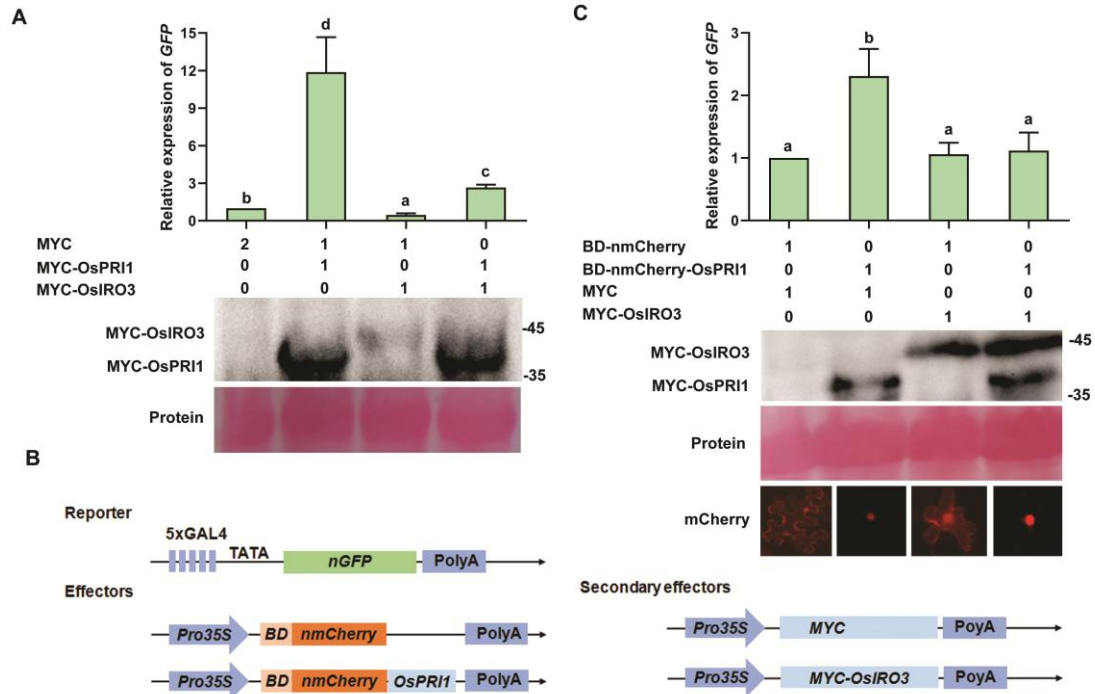 A
Relative expression of GFP
15
12
9
6
3
0
b
d
a
c
MYC 2 1 1 0
MYC-OsPRI1 0 1 0 1
MYC-OsIRO3 0 0 1 1
MYC-OsIRO3
MYC-OsPRI1
-45
-35
Protein
B
Reporter
5xGAL4
TATA
nGFP
PolyA
Effectors
Pro35S BD nmCherry PolyA
Pro35S BD nmCherry OsPRI1 PolyA
C
Relative expression of GFP
3
2
1
0
a
b
a
a
BD-nmCherry 1 0 1 0
BD-nmCherry-OsPRI1 0 1 0 1
MYC 1 1 0 0
MYC-OsIRO3 0 0 1 1
MYC-OsIRO3
MYC-OsPRI1
-45
-35
Protein
mCherry
Secondary effectors
Pro35S MYC PoyA
Pro35S MYC-OsIRO3 PoyA